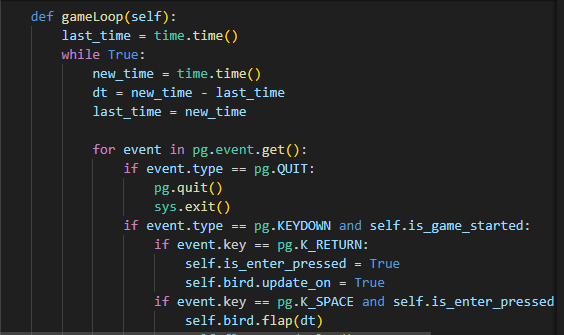 def gameLoop(self):
last_time = time.time()
while True:
new_time = time.time()
dt = new_time - last_time
last_time = new_time
for event in pg.event.get():
if event.type == pg.QUIT:
pg.quit()
sys.exit()
if event.type == pg.KEYDOWN and self.is_game_started:
if event.key == pg.K_RETURN:
self.is_enter_pressed = True
self.bird.update_on = True
if event.key == pg.K_SPACE and self.is_enter_pressed
self.bird.flap(dt)